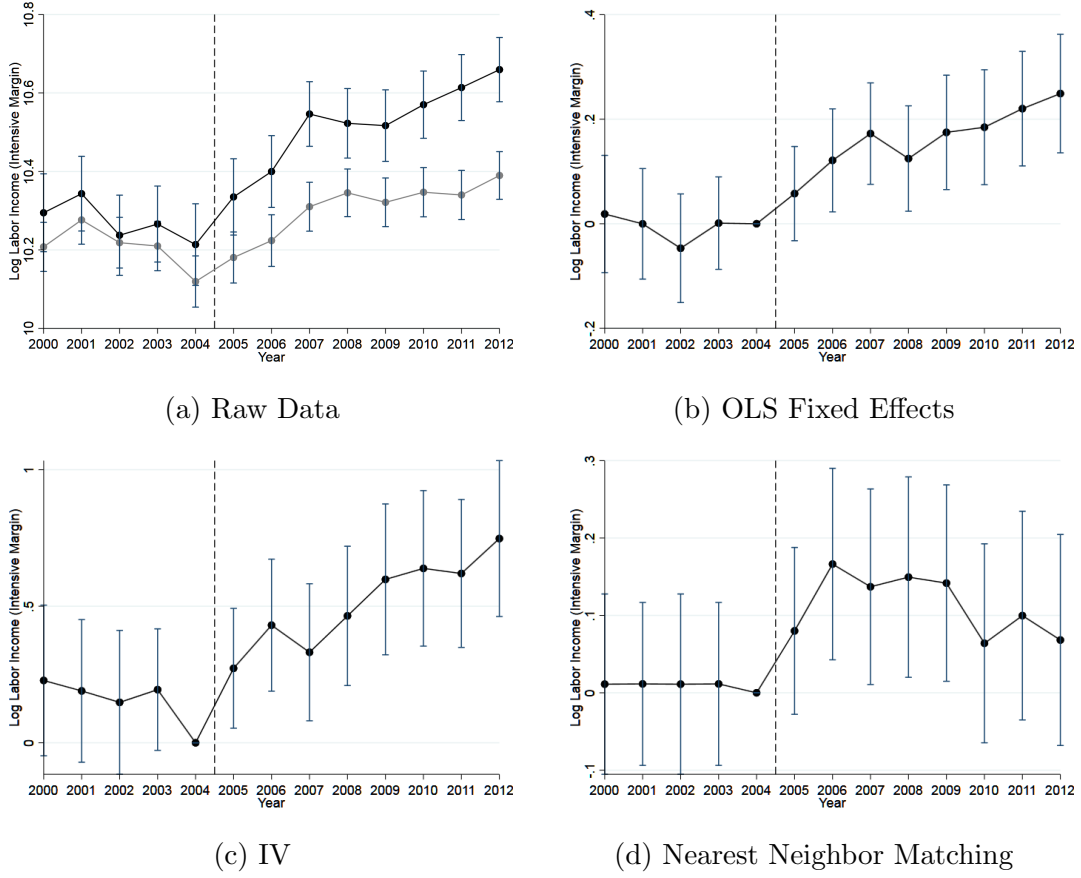 Log Labor Income (Intensive Margin)
10.8
10.6
10.4
10.2
10
2000 2001 2002 2003 2004 2005 2006 2007 2008 2009 2010 2011 2012
Year
(a) Raw Data
Log Labor Income (Intensive Margin)
.4
.2
0
-.2
2000 2001 2002 2003 2004 2005 2006 2007 2008 2009 2010 2011 2012
Year
(b) OLS Fixed Effects
Log Labor Income (Intensive Margin)
1
.5
0
2000 2001 2002 2003 2004 2005 2006 2007 2008 2009 2010 2011 2012
Year
(c) IV
Log Labor Income (Intensive Margin)
.3
.2
.1
0
-.1
2000 2001 2002 2003 2004 2005 2006 2007 2008 2009 2010 2011 2012
Year
(d) Nearest Neighbor Matching